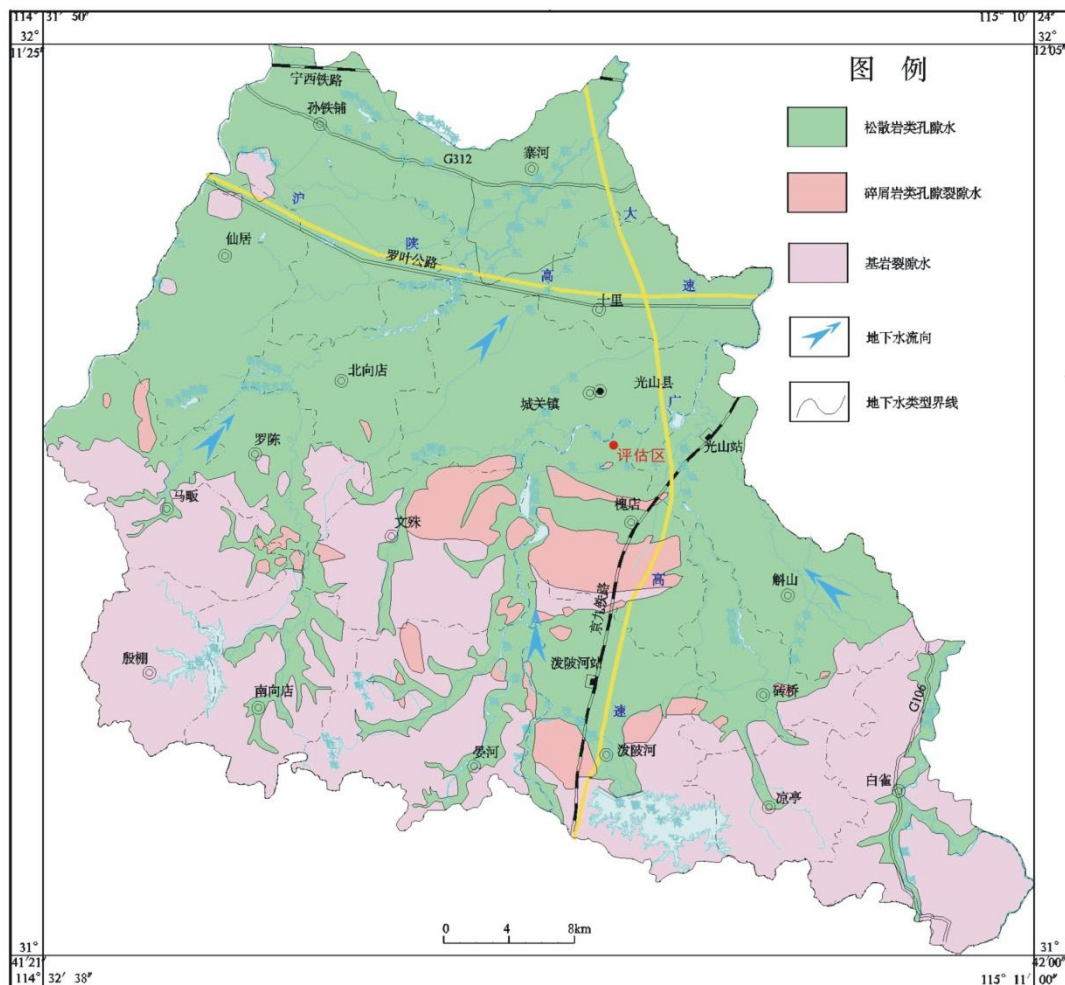 114° 31′ 50″
115° 10′ 24″
32°
11′25″
32°
12′05″
图 例
松散岩类孔隙水
碎屑岩类孔隙裂隙水
基岩裂隙水
地下水流向
地下水类型界线
宁西铁路
孙铁铺
G312
寨河
沪
陕
高
速
大
罗叶公路
仙居
十里
北向店
城关镇
光山县
广
罗陈
评估区
光山站
马畈
文殊
槐店
高
斛山
京九铁路
殷棚
泼陂河站
南向店
砖桥
G106
速
晏河
泼陂河
白雀
凉亭
0 4 8km
31°
41′21″
114° 32′ 38″
31°
42′00″
115° 11′ 00″